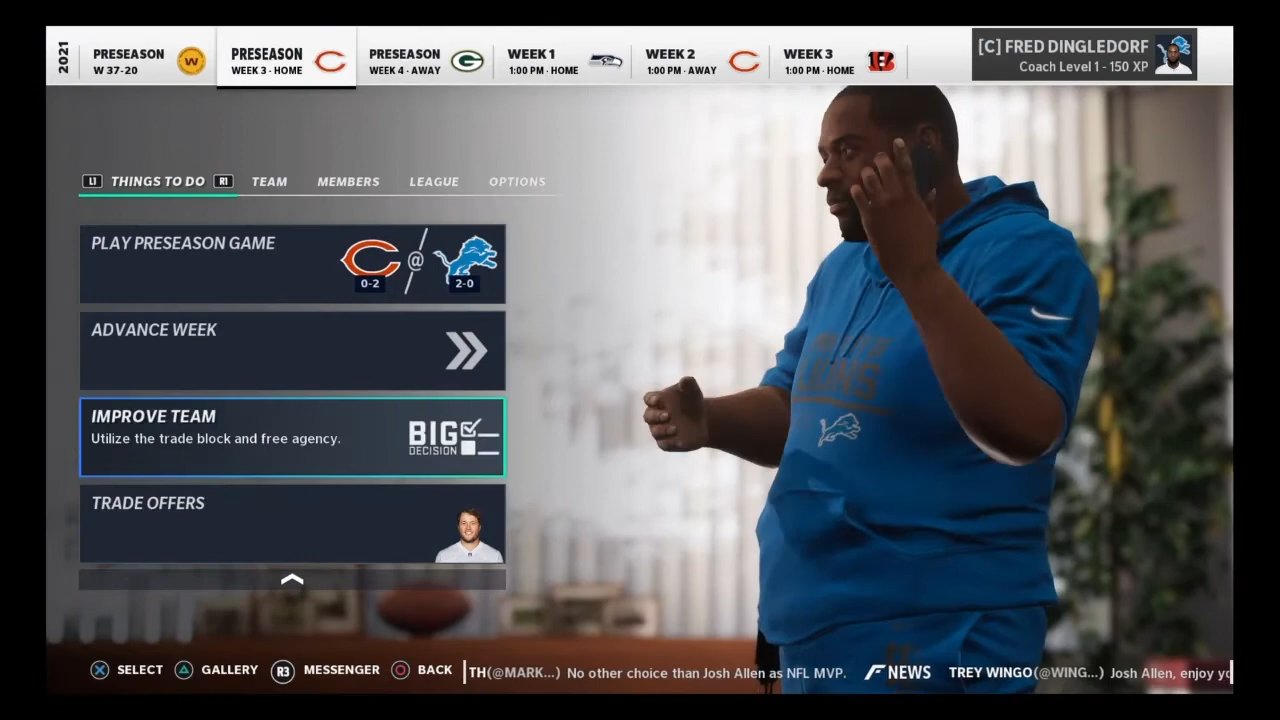 2021
PRESEASON
W 37-20
W
PRESEASON
WEEK 3 - HOME
PRESEASON
WEEK 4 - AWAY
G
WEEK 1
1:00 PM - HOME
WEEK 2
1:00 PM - AWAY
WEEK 3
1:00 PM - HOME
[C] FRED DINGLEDORF
Coach Level 1 - 150 XP
L1 THINGS TO DO R1 TEAM MEMBERS LEAGUE OPTIONS
PLAY PRESEASON GAME
@
0-2
2-0
ADVANCE WEEK
IMPROVE TEAM
Utilize the trade block and free agency.
BIG
DECISION
TRADE OFFERS
LIONS
SELECT GALLERY R3 MESSENGER BACK
TH(@MARK...) No other choice than Josh Allen as NFL MVP. NEWS TREY WINGO(@WING...) Josh Allen, enjoy yo